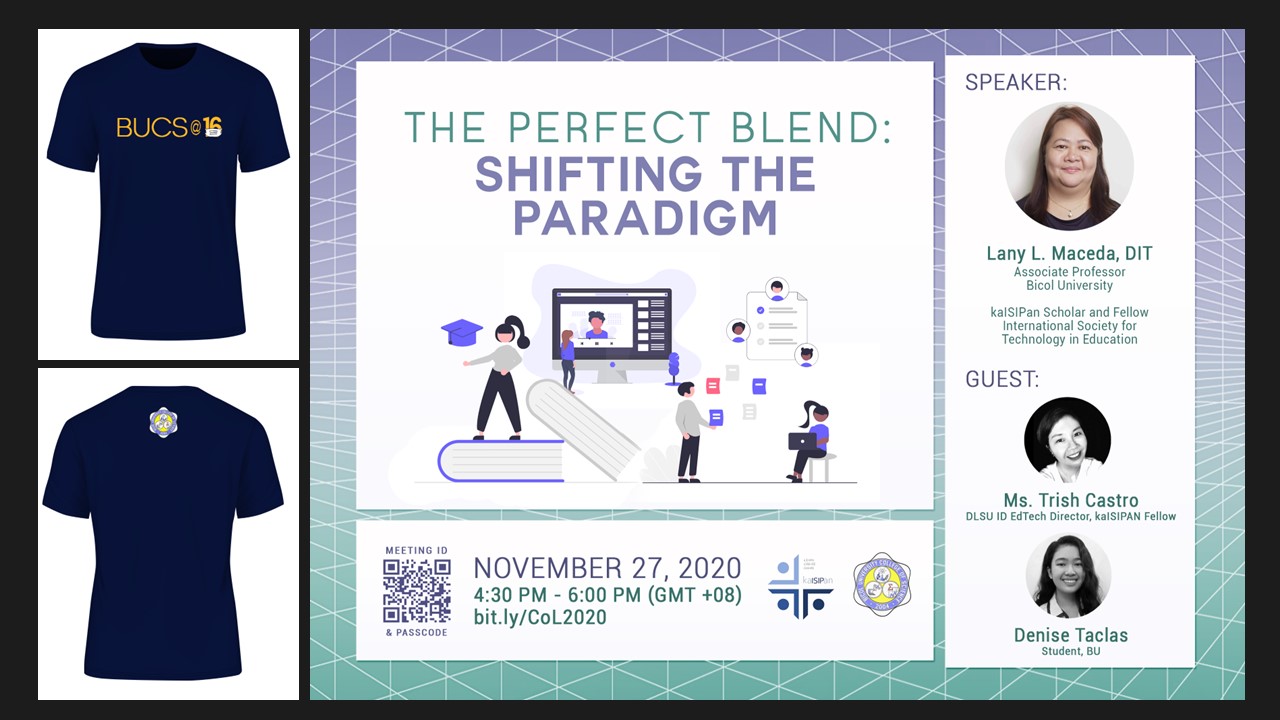 BUCS@16
THE PERFECT BLEND:
SHIFTING THE
PARADIGM
MEETING ID
& PASSCODE
NOVEMBER 27, 2020
4:30 PM - 6:00 PM (GMT +08)
bit.ly/CoL2020
kaISIPan
UNIVERSITY COLLEGE OF
2004
SPEAKER:
Lany L. Maceda, DIT
Associate Professor
Bicol University
kaISIPan Scholar and Fellow
International Society for
Technology in Education
GUEST:
Ms. Trish Castro
DLSU ID EdTech Director, kaISIPAN Fellow
Denise Taclas
Student, BU